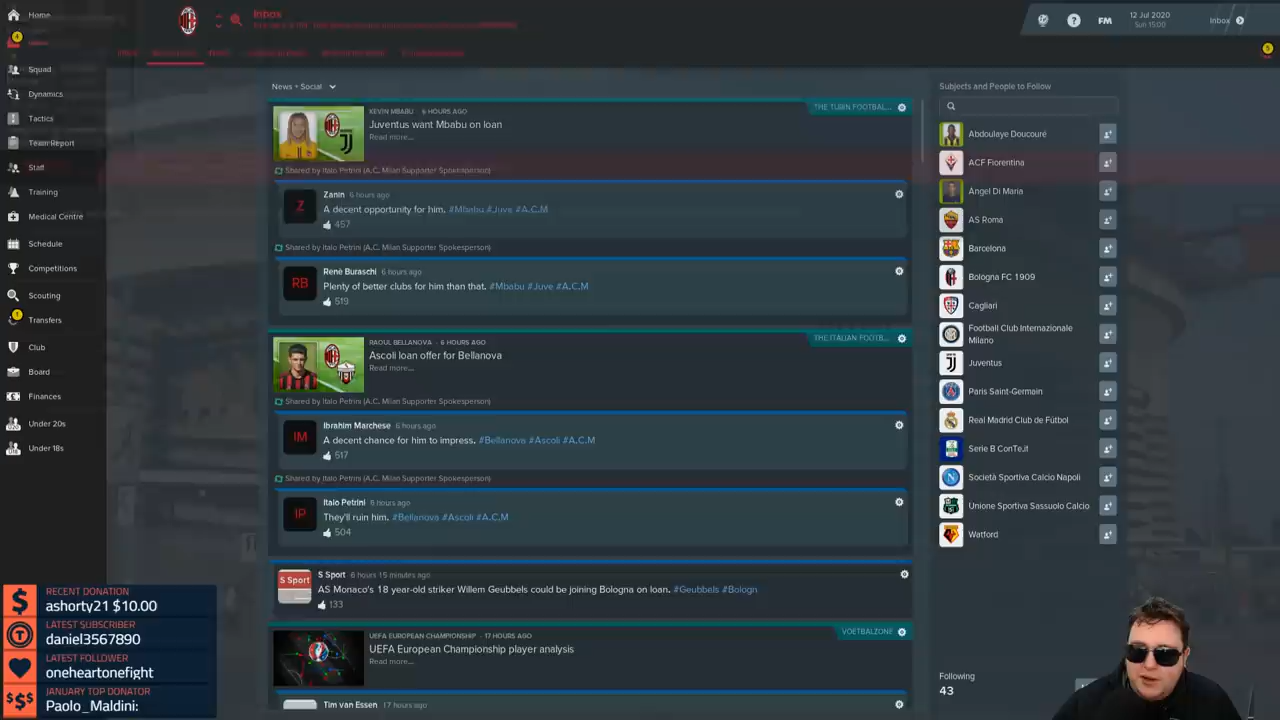 Home
Inbox
12 Jul 2020
Sun 15:00
FM
Inbox
4
5
Squad
Dynamics
Tactics
Team Report
Staff
Training
Medical Centre
Schedule
Competitions
Scouting
1
Transfers
Club
Board
Finances
Under 20s
Under 18s
News + Social
KEVIN MBABU - 6 HOURS AGO
THE TURIN FOOTBAL...
Juventus want Mbabu on loan
Read more...
Shared by Italo Petrini (A.C. Milan Supporter Spokesperson)
Z
Zanin 6 hours ago
A decent opportunity for him. #Mbabu #Juve #A.C.M
457
Shared by Italo Petrini (A.C. Milan Supporter Spokesperson)
RB
Renè Buraschi 6 hours ago
Plenty of better clubs for him than that. #Mbabu #Juve #A.C.M
519
RAOUL BELLANOVA - 6 HOURS AGO
THE ITALIAN FOOTB...
Ascoli loan offer for Bellanova
Read more...
Shared by Italo Petrini (A.C. Milan Supporter Spokesperson)
IM
Ibrahim Marchese 6 hours ago
A decent chance for him to impress. #Bellanova #Ascoli #A.C.M
517
Shared by Italo Petrini (A.C. Milan Supporter Spokesperson)
IP
Italo Petrini 6 hours ago
They'll ruin him. #Bellanova #Ascoli #A.C.M
504
S Sport
S Sport 6 hours 15 minutes ago
AS Monaco's 18 year-old striker Willem Geubbels could be joining Bologna on loan. #Geubbels #Bologn
133
UEFA EUROPEAN CHAMPIONSHIP - 17 HOURS AGO
VOETBALZONE
UEFA European Championship player analysis
Read more...
Tim van Essen 17 hours ago
Subjects and People to Follow
Abdoulaye Doucouré
ACF Fiorentina
Ángel Di María
AS Roma
Barcelona
Bologna FC 1909
Cagliari
Football Club Internazionale
Milano
Juventus
Paris Saint-Germain
Real Madrid Club de Fútbol
Serie B ConTe.it
Società Sportiva Calcio Napoli
Unione Sportiva Sassuolo Calcio
Watford
Following
43
RECENT DONATION
ashorty21 $10.00
LATEST SUBSCRIBER
daniel3567890
LATEST FOLLOWER
oneheartonefight
JANUARY TOP DONATOR
Paolo_Maldini: